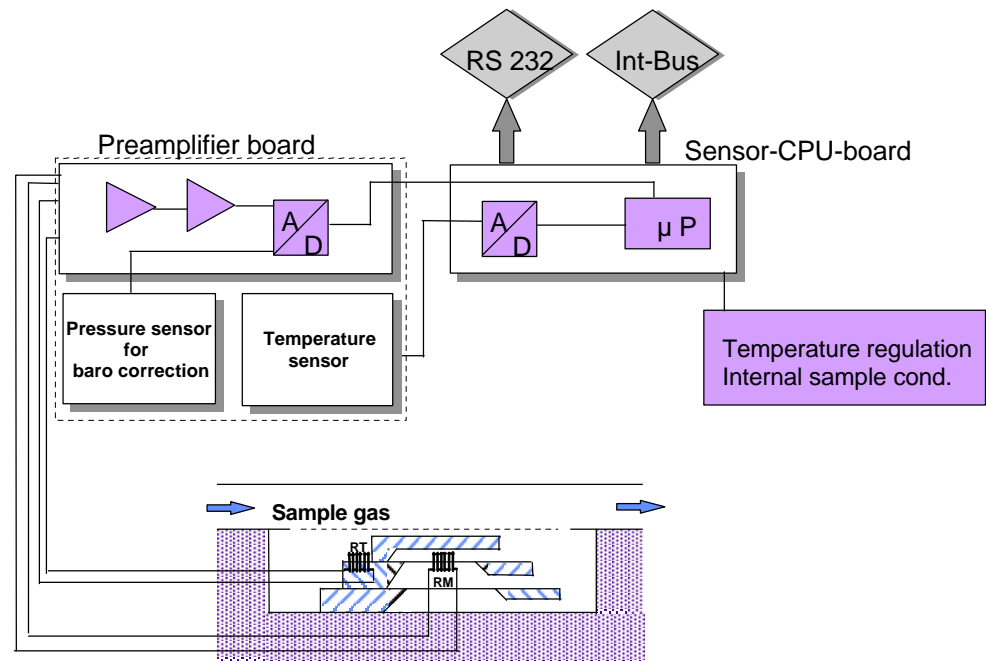 RS 232
Int-Bus
Preamplifier board
Sensor-CPU-board
A
D
A
D
µ P
Pressure sensor
for
baro correction
Temperature
sensor
Temperature regulation
Internal sample cond.
Sample gas
RT
RM